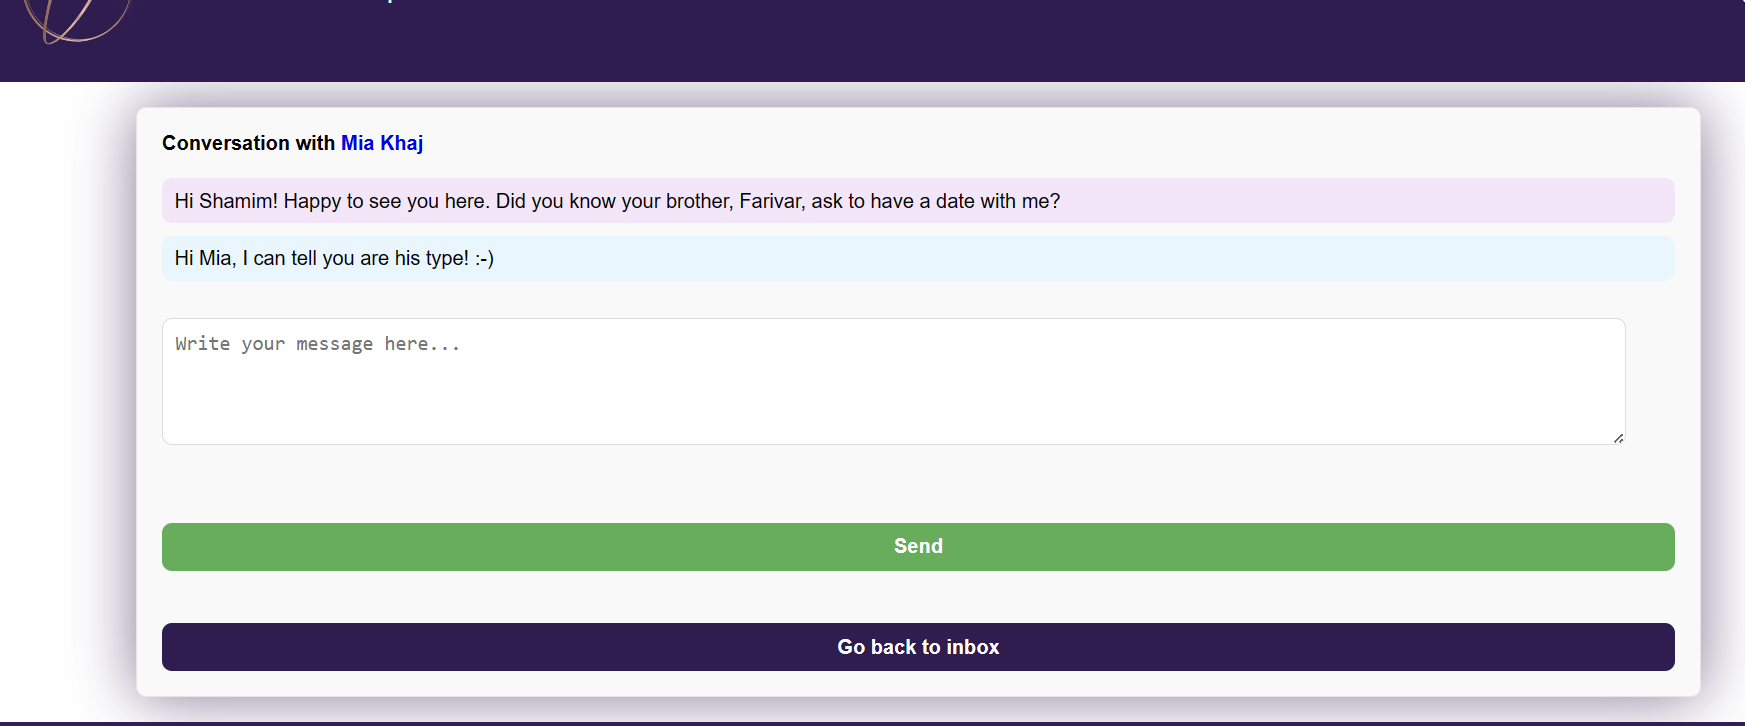 Conversation with Mia Khaj
Hi Shamim! Happy to see you here. Did you know your brother, Farivar, ask to have a date with me?
Hi Mia, I can tell you are his type! :-)
Write your message here...
Send
Go back to inbox